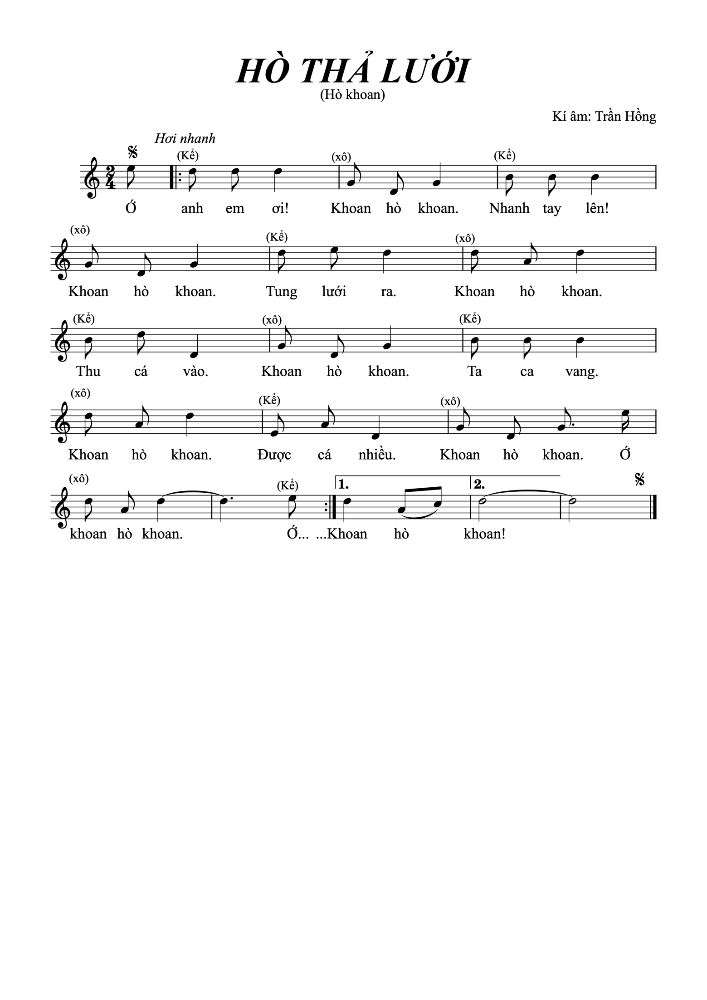 HÒ THẢ LƯỚI
(Hò khoan)
Kí âm: Trần Hồng
Hơi nhanh
(Kể) (xô) (Kể)
2
4
Ớ anh em ơi! Khoan hò khoan. Nhanh tay lên!
(xô) (Kể) (xô)
Khoan hò khoan. Tung lưới ra. Khoan hò khoan.
(Kể) (xô) (Kể)
Thu cá vào. Khoan hò khoan. Ta ca vang.
(xô) (Kể) (xô)
Khoan hò khoan. Được cá nhiều. Khoan hò khoan. Ớ
(xô) (Kể) 1. 2.
khoan hò khoan. Ớ... ...Khoan hò khoan!